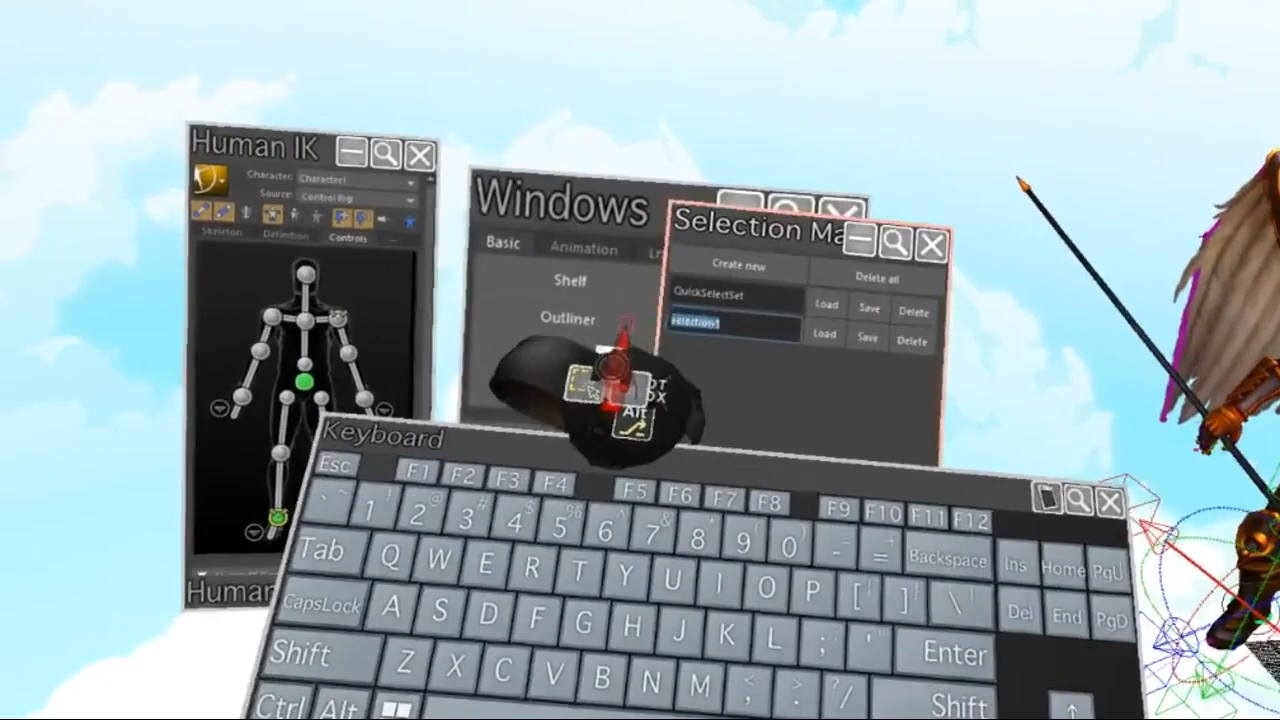 Human IK
Character: Character1
Source: Control Rig
Skeleton Definition Controls
Human
Windows
Basic Animation
Shelf
Outliner
Selection Ma
Create new Delete all
QuickSelectSet Load Save Delete
selection1 Load Save Delete
Alt
Keyboard
Esc F1 F2 F3 F4 F5 F6 F7 F8 F9 F10 F11 F12
` ~ 1 ! 2 @ 3 # 4 $ 5 % 6 ^ 7 & 8 * 9 ( 0 ) - _ = + Backspace Ins Home PgU
Tab Q W E R T Y U I O P [ ] \ Del End PgD
CapsLock A S D F G H J K L ; : ' Enter
Shift Z X C V B N M , < . > / ? Shift
Ctrl Alt ↑